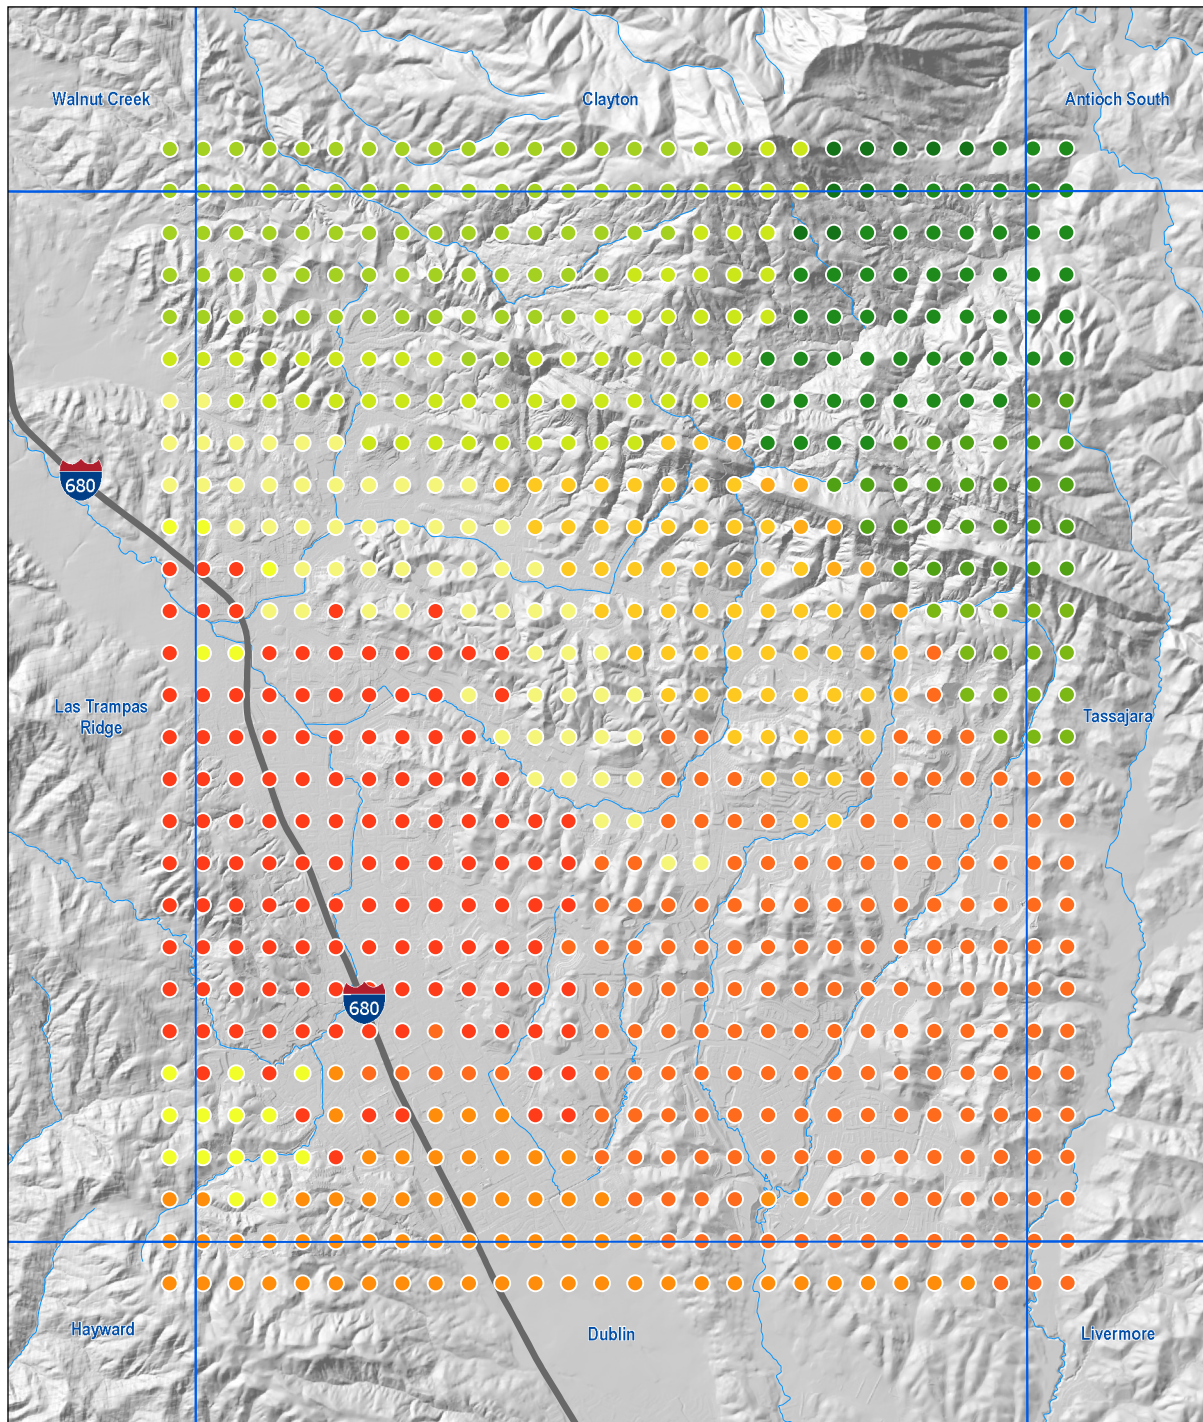 Walnut Creek
Clayton
Antioch South
680
Las Trampas
Ridge
Tassajara
680
Hayward
Dublin
Livermore